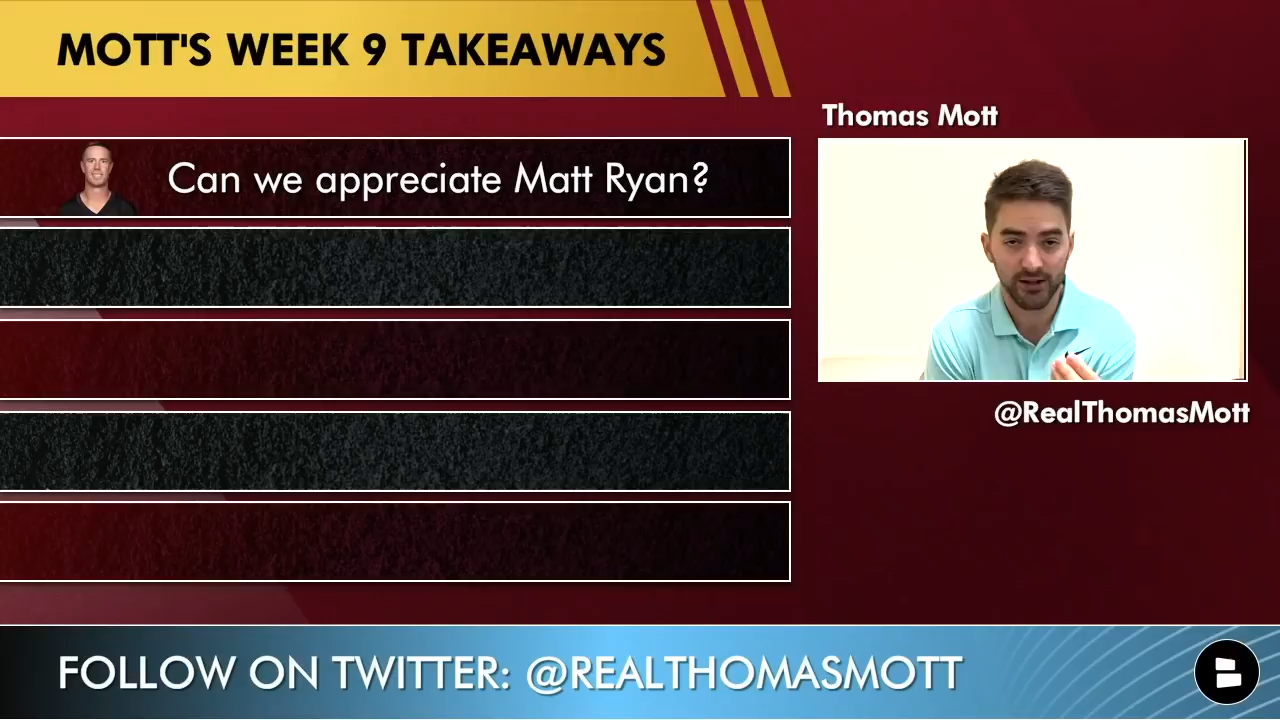 MOTT'S WEEK 9 TAKEAWAYS
Thomas Mott
Can we appreciate Matt Ryan?
@RealThomasMott
FOLLOW ON TWITTER: @REALTHOMASMOTT